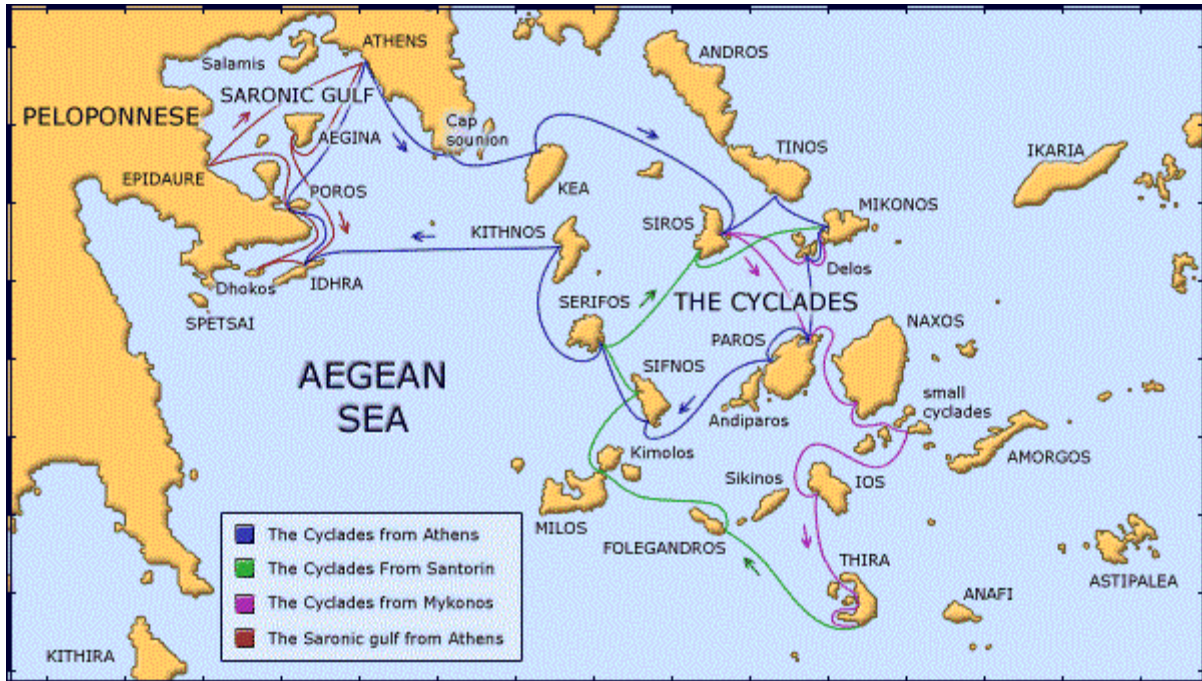 ATHENS
Salamis
ANDROS
SARONIC GULF
PELOPONNESE
Cap
sounion
AEGINA
TINOS
IKARIA
EPIDAURE
POROS
KEA
MIKONOS
SIROS
KITHNOS
Delos
Dhokos
IDHRA
SPETSAI
SERIFOS
THE CYCLADES
NAXOS
PAROS
AEGEAN
SEA
SIFNOS
small
cyclades
Andiparos
Kimolos
AMORGOS
Sikinos
IOS
MILOS
FOLEGANDROS
THIRA
ASTIPALEA
ANAFI
KITHIRA
The Cyclades from Athens
The Cyclades From Santorin
The Cyclades from Mykonos
The Saronic gulf from Athens